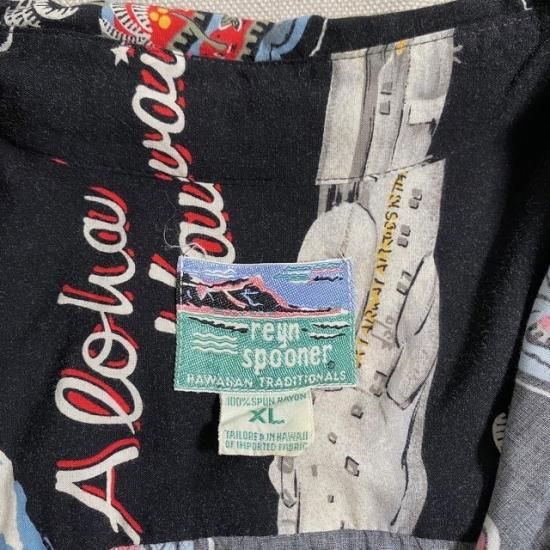 Aloha
Hawaii
reyn
spooner
HAWAIIAN TRADITIONALS
100% SPUN RAYON
XL
TAILORED IN HAWAII
OF IMPORTED FABRIC